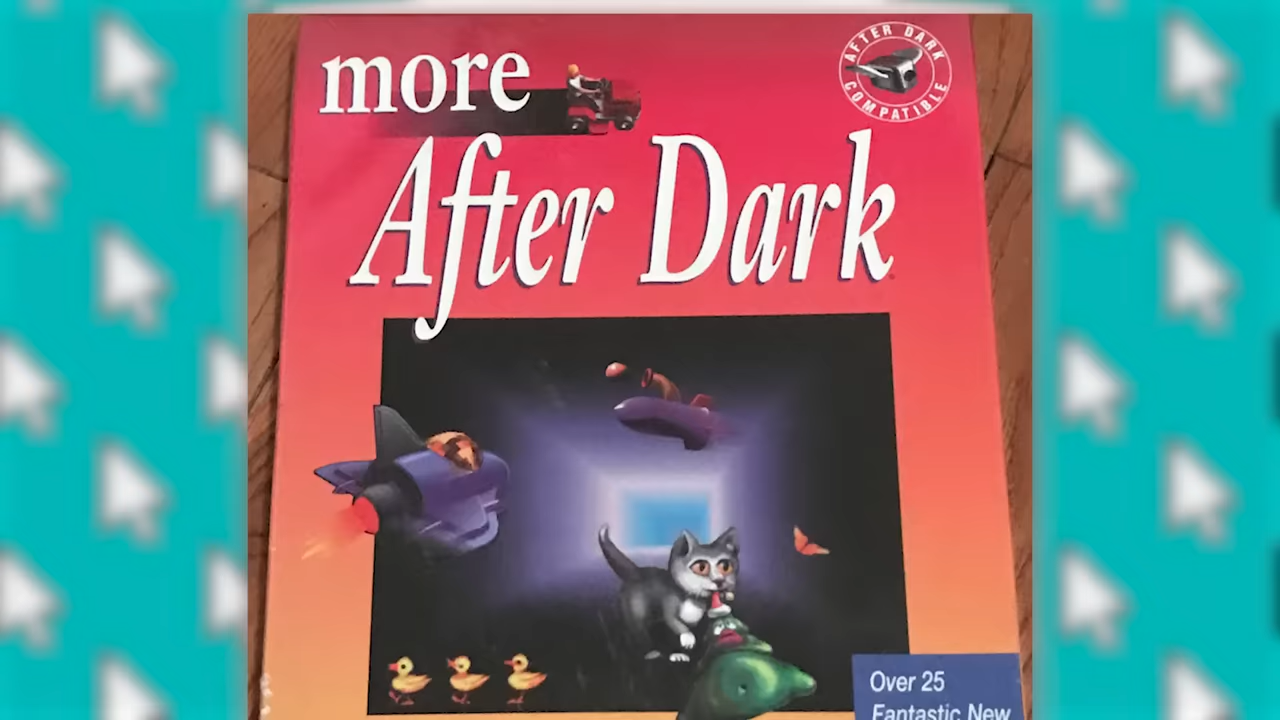 more
AFTER DARK
COMPATIBLE
After Dark
Over 25
Fantastic New